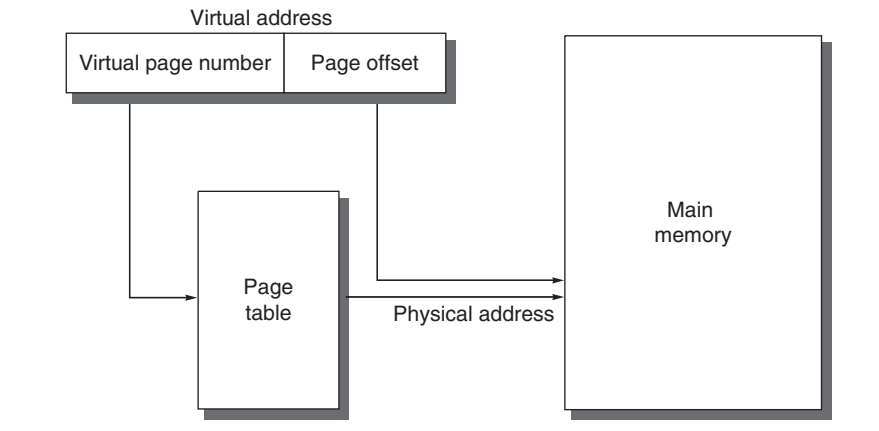 Virtual address
Virtual page number
Page offset
Main
memory
Page
table
Physical address